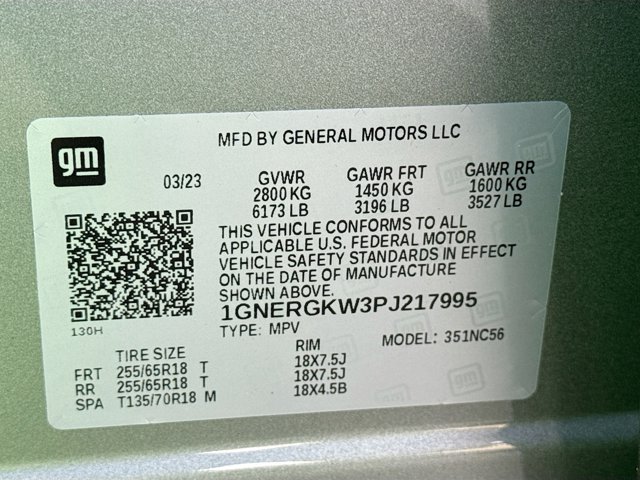 gm
MFD BY GENERAL MOTORS LLC
03/23
GVWR GAWR FRT GAWR RR
2800 KG 1450 KG 1600 KG
6173 LB 3196 LB 3527 LB
THIS VEHICLE CONFORMS TO ALL
APPLICABLE U.S. FEDERAL MOTOR
VEHICLE SAFETY STANDARDS IN EFFECT
ON THE DATE OF MANUFACTURE
SHOWN ABOVE.
130H
1GNERGKW3PJ217995
TYPE: MPV MODEL: 351NC56
TIRE SIZE RIM
FRT 255/65R18 T 18X7.5J
RR 255/65R18 T 18X7.5J
SPA T135/70R18 M 18X4.5B